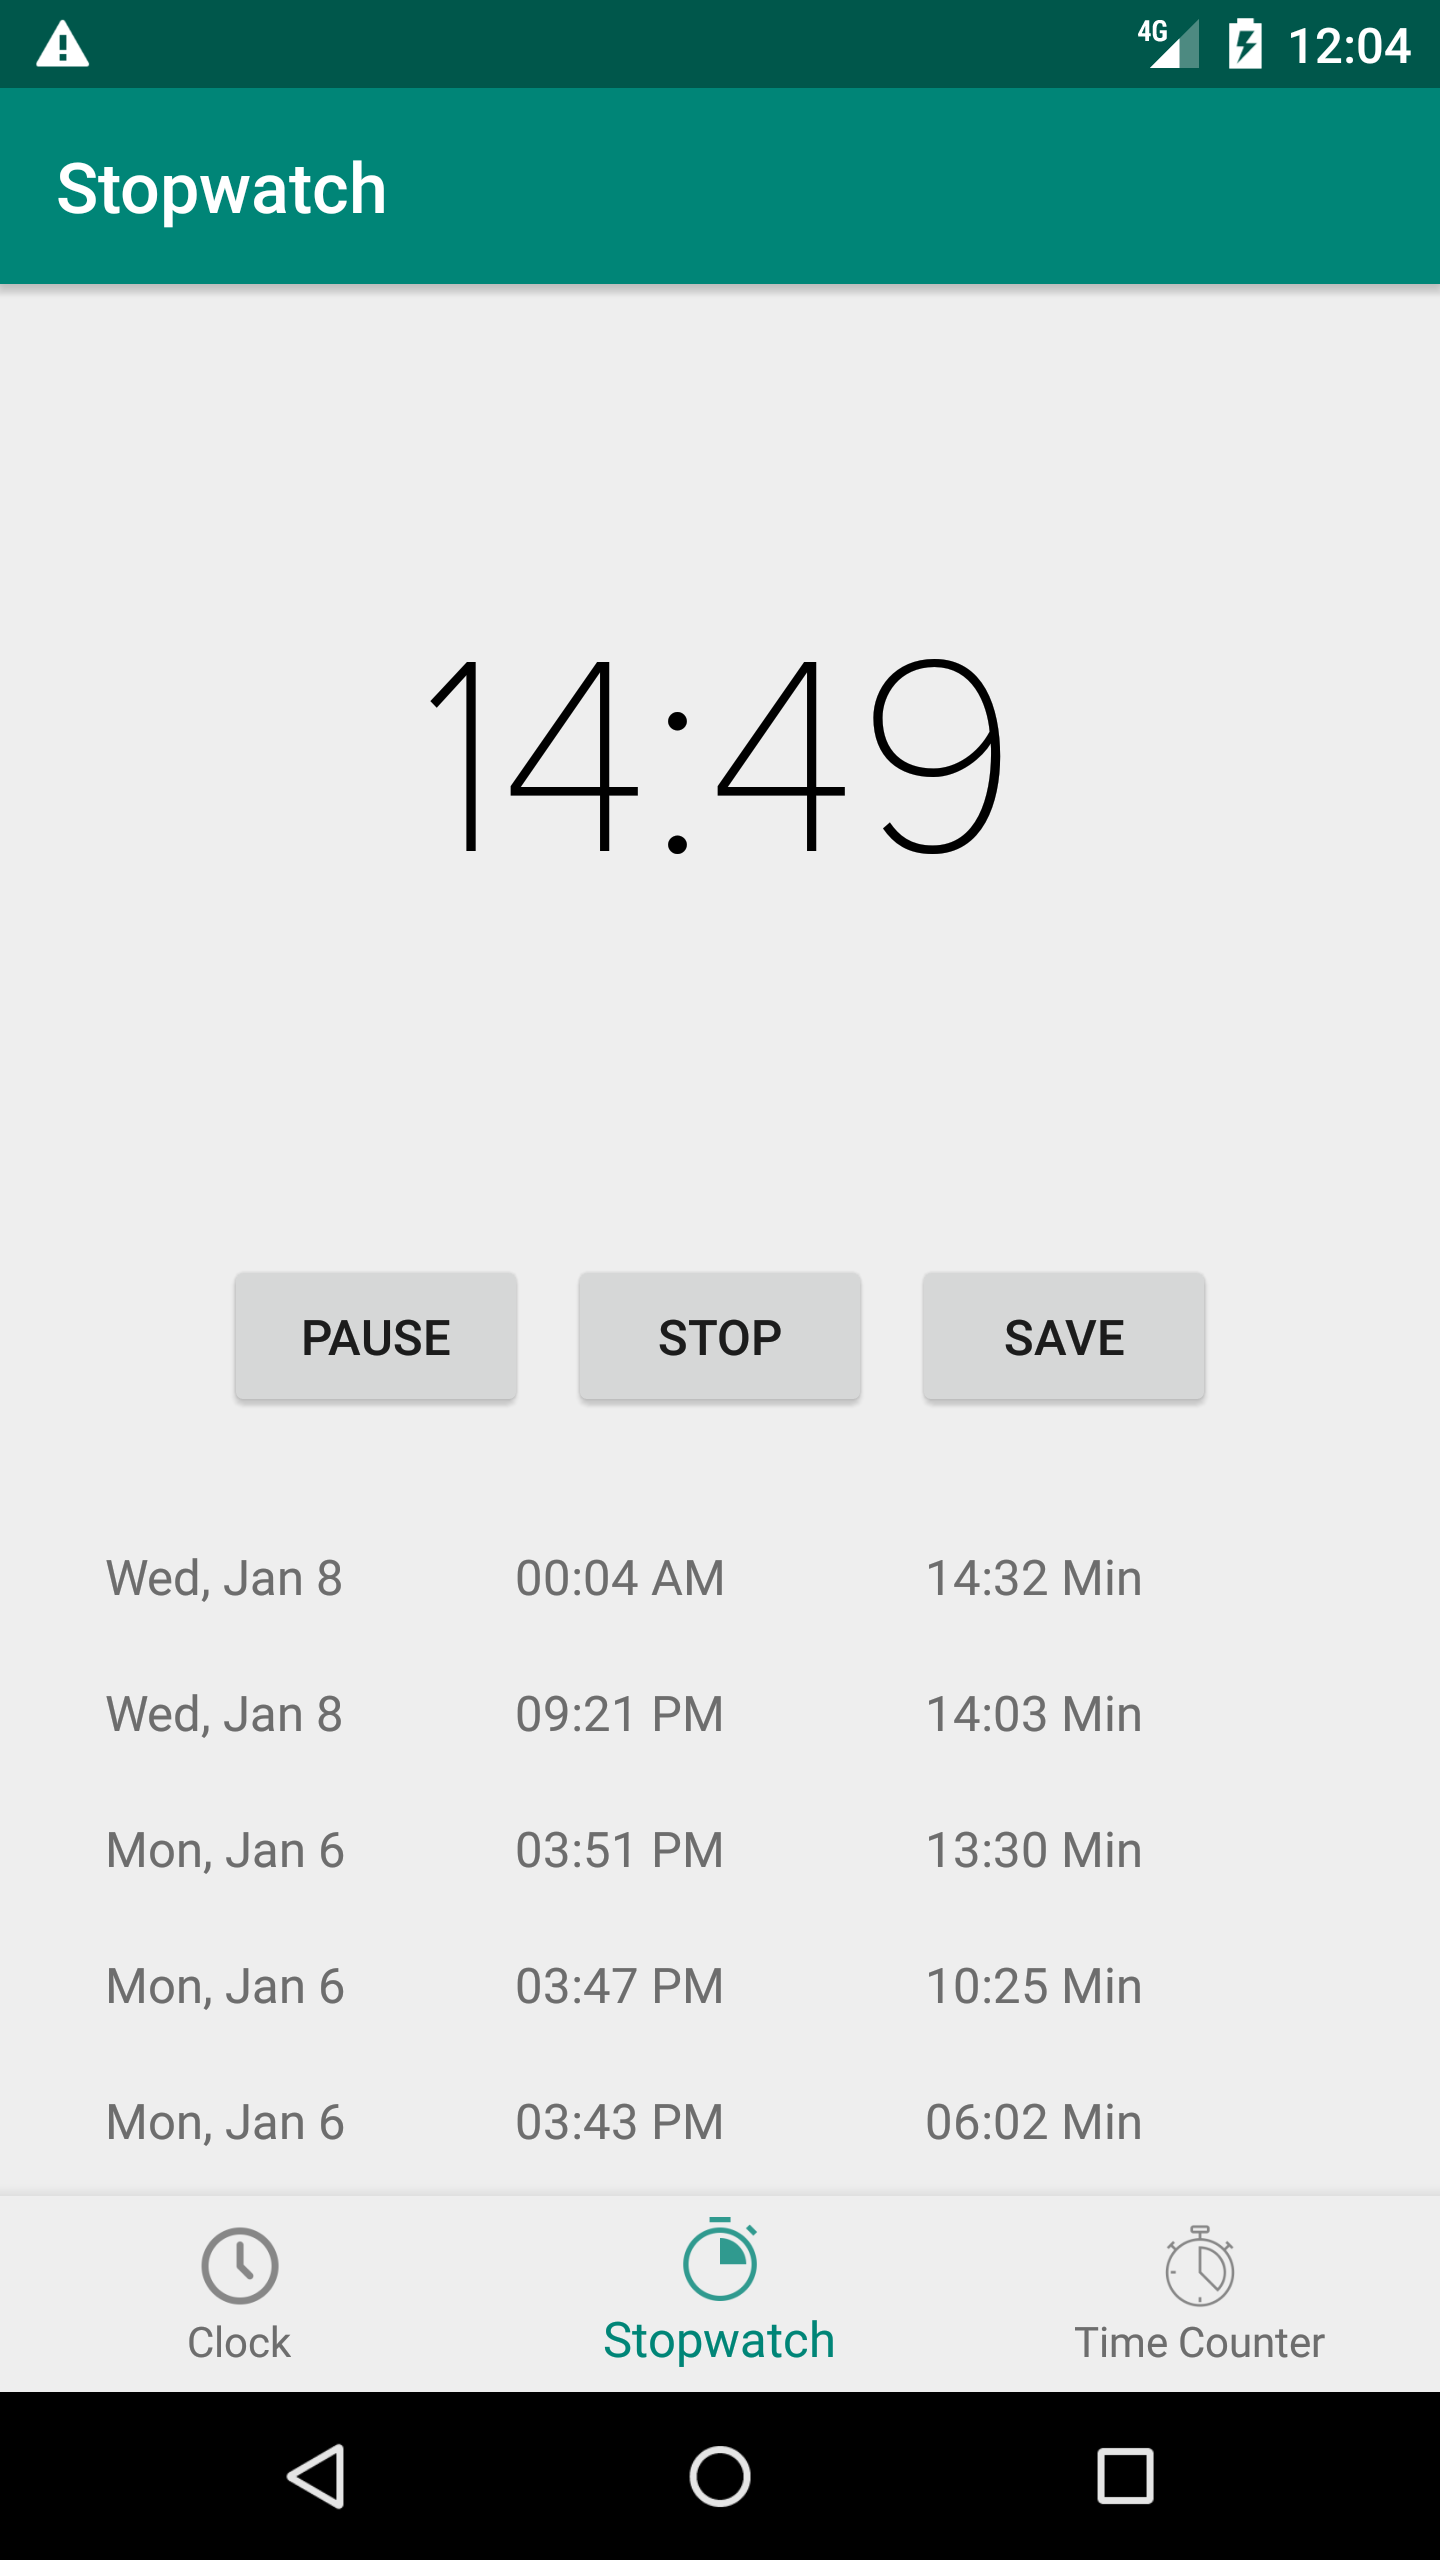 4G 12:04
Stopwatch
14:49
PAUSE STOP SAVE
Wed, Jan 8 00:04 AM 14:32 Min
Wed, Jan 8 09:21 PM 14:03 Min
Mon, Jan 6 03:51 PM 13:30 Min
Mon, Jan 6 03:47 PM 10:25 Min
Mon, Jan 6 03:43 PM 06:02 Min
Clock Stopwatch Time Counter